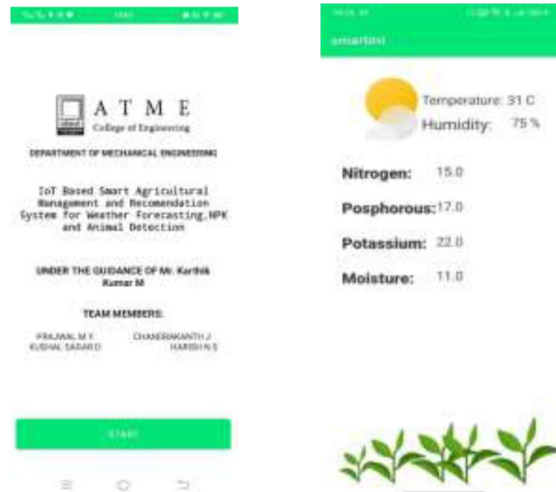 A T M E
College of Engineering
DEPARTMENT OF MECHANICAL ENGINEERING
IoT Based Smart Agricultural
Management and Recomendation
System for Weather Forecasting,NPK
and Animal Detection
UNDER THE GUIDANCE OF Mr. Karthik
Kumar M
TEAM MEMBERS:
PRAJWAL M Y CHANDRAKANTH J
HARISH N S
START
smartint
Temperature: 31 C
Humidity: 75 %
Nitrogen: 15.0
Posphorous: 17.0
Potassium: 22.0
Moisture: 11.0